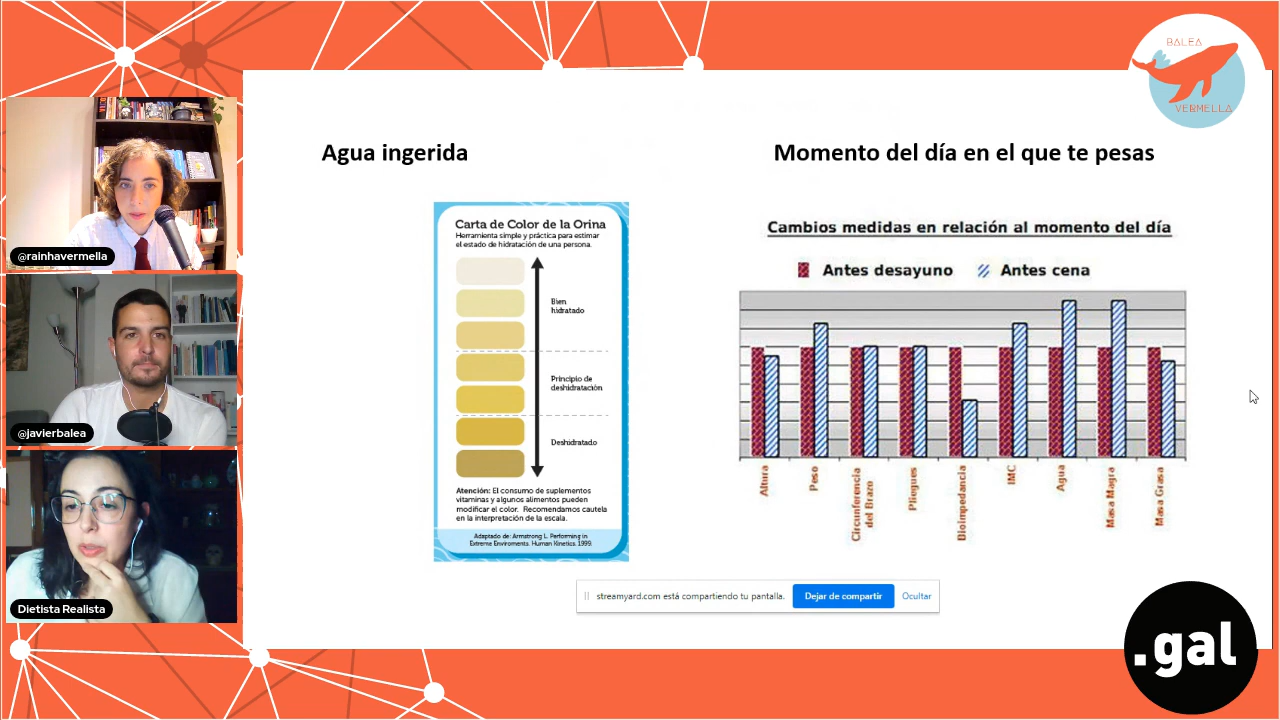 BALEA
VERMELLA
@rainhavermella
@javierbalea
Dietista Realista
Agua ingerida
Carta de Color de la Orina
Herramienta simple y práctica para estimar
el estado de hidratación de una persona.
Bien
hidratado
Principio de
deshidratación
Deshidratado
Atención: El consumo de suplementos
vitaminas y algunos alimentos pueden
modificar el color. Recomendamos cautela
en la interpretación de la escala.
Adaptado de: Armstrong L. Performing in
Extreme Enviroments. Human Kinetics. 1999.
Momento del día en el que te pesas
Cambios medidas en relación al momento del día
Antes desayuno
Antes cena
Altura
Peso
Circunferencia
del Brazo
Pliegues
Bioimpedancia
IMC
Agua
Masa Magra
Masa Grasa
streamyard.com está compartiendo tu pantalla.
Dejar de compartir
Ocultar
.gal